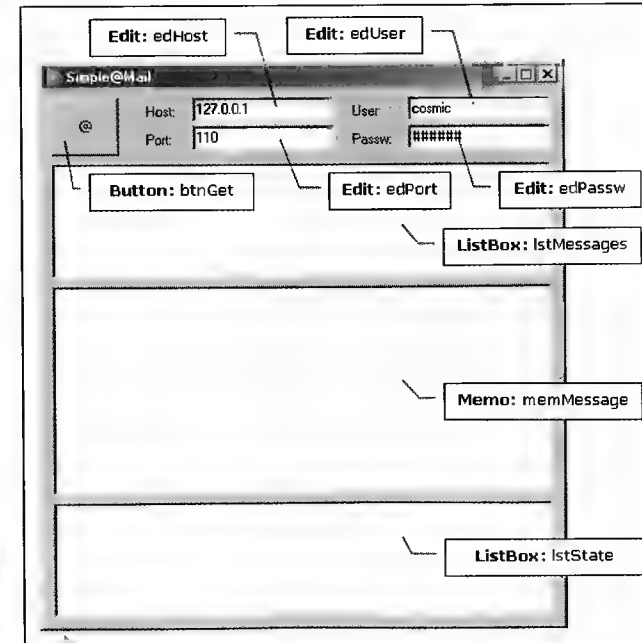 Edit: edHost
Edit: edUser
Simple@Mail
@
Host:
127.0.0.1
User
cosmic
Port:
110
Passw:
######
Button: btnGet
Edit: edPort
Edit: edPassw
ListBox: lstMessages
Memo: memMessage
ListBox: lstState